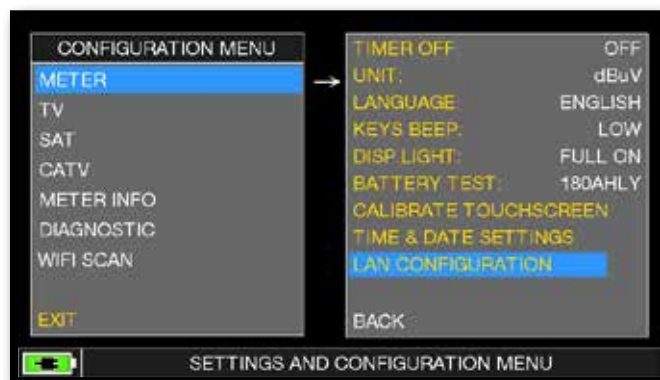 CONFIGURATION MENU
METER
TV
SAT
CATV
METER INFO
DIAGNOSTIC
WIFI SCAN
EXIT
TIMER OFF OFF
UNIT: dBuV
LANGUAGE: ENGLISH
KEYS BEEP: LOW
DISP.LIGHT: FULL ON
BATTERY TEST: 180AHLY
CALIBRATE TOUCHSCREEN
TIME & DATE SETTINGS
LAN CONFIGURATION
BACK
SETTINGS AND CONFIGURATION MENU